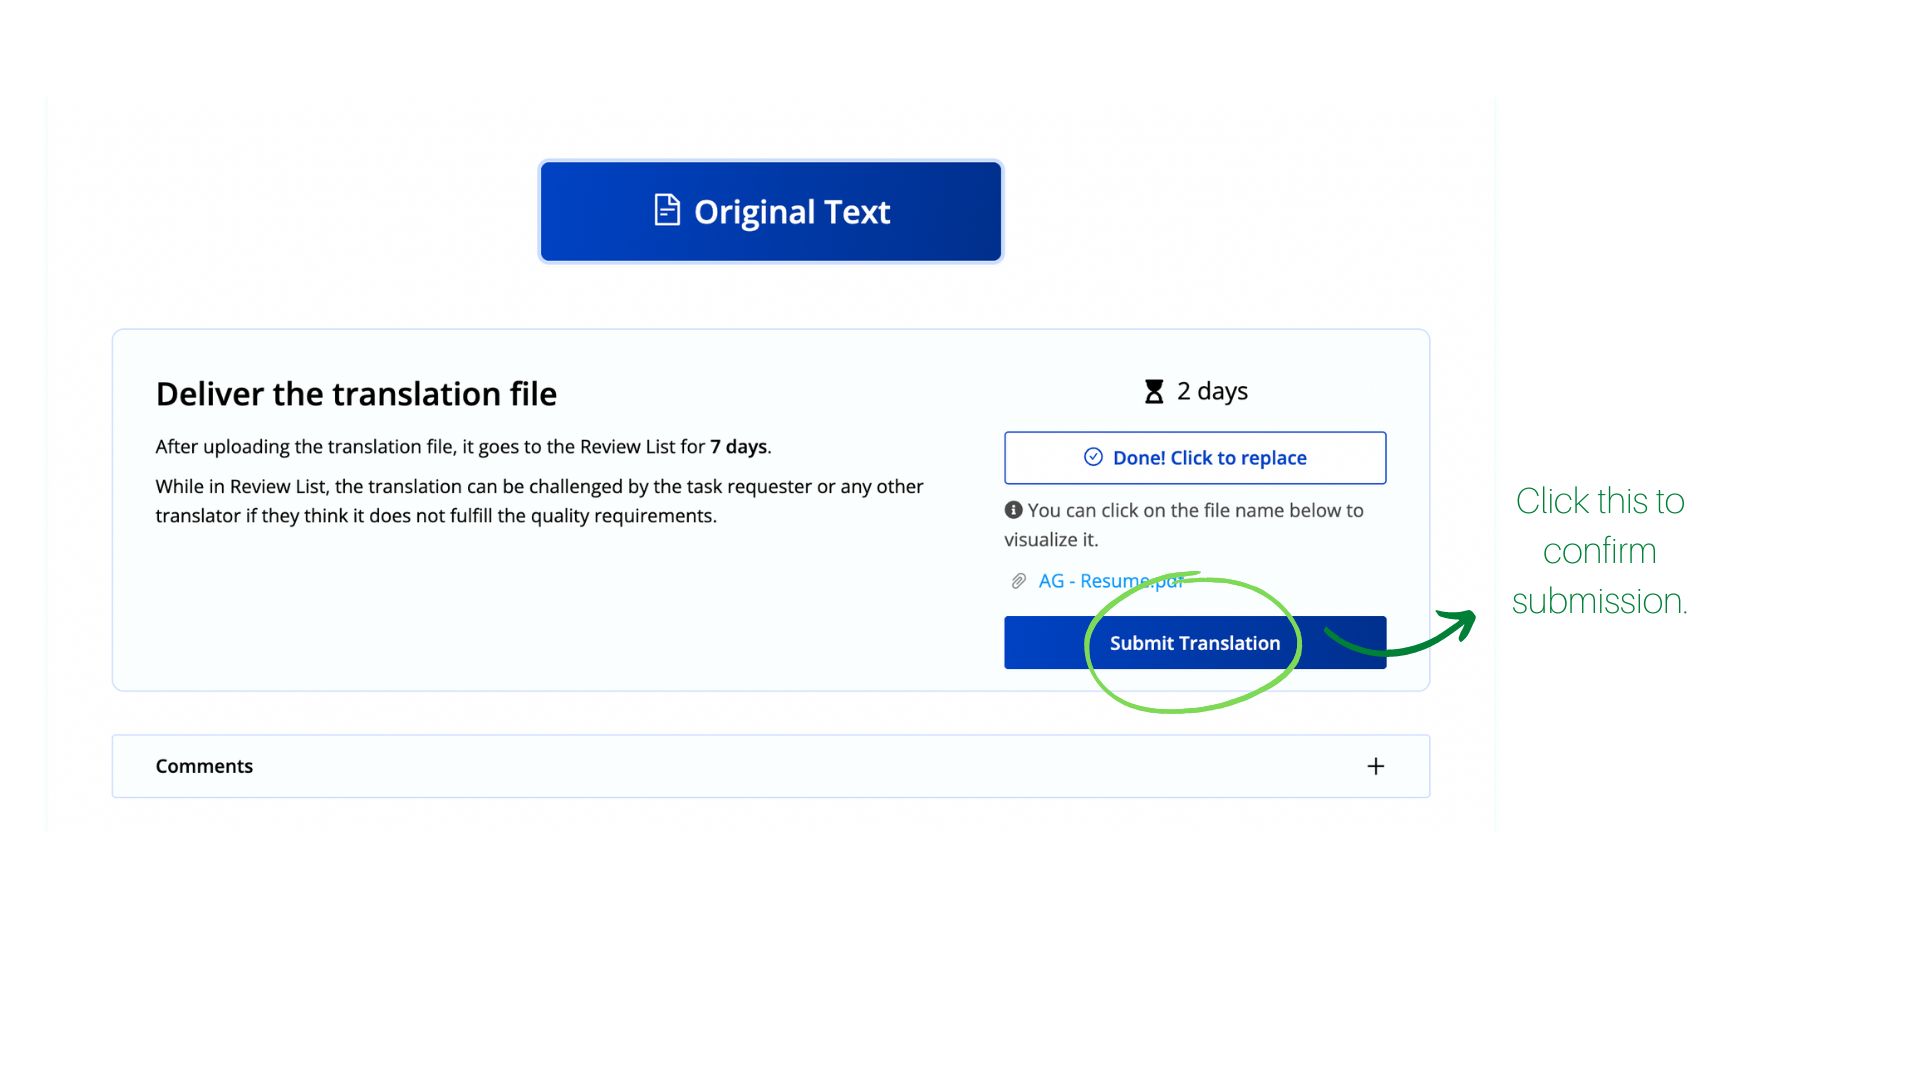 Original Text
Deliver the translation file
After uploading the translation file, it goes to the Review List for 7 days.
While in Review List, the translation can be challenged by the task requester or any other
translator if they think it does not fulfill the quality requirements.
2 days
Done! Click to replace
You can click on the file name below to
visualize it.
AG - Resume.pdf
Submit Translation
Click this to
confirm
submission.
Comments